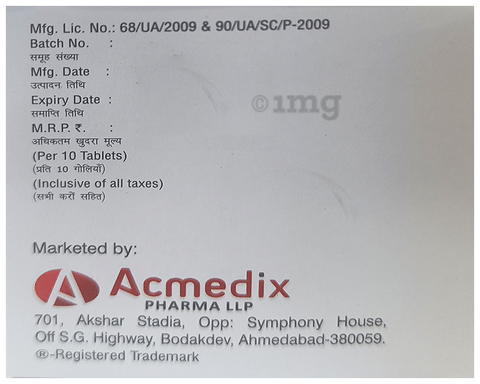 Mfg. Lic. No.: 68/UA/2009 & 90/UA/SC/P-2009
Batch No. :
समूह संख्या
Mfg. Date :
उत्पादन तिथि
Expiry Date :
समाप्ति तिथि
M.R.P. ₹. :
अधिकतम खुदरा मूल्य
(Per 10 Tablets)
(प्रति 10 गोलियाँ)
(Inclusive of all taxes)
(सभी करों सहित)
©1mg
Marketed by:
Acmedix
PHARMA LLP
701, Akshar Stadia, Opp: Symphony House,
Off S.G. Highway, Bodakdev, Ahmedabad-380059.
®-Registered Trademark